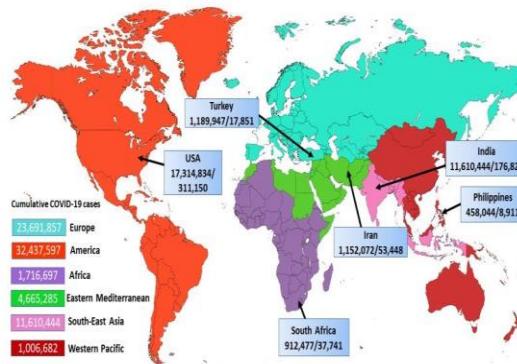 Turkey
1,189,947/17,851
USA
17,314,834/
311,150
India
11,610,444/176,82
Philippines
458,044/8,911
Iran
1,152,072/53,448
South Africa
912,477/37,741
Cumulative COVID-19 cases
23,691,857 Europe
32,437,597 America
1,716,697 Africa
4,665,285 Eastern Mediterranean
11,610,444 South-East Asia
1,006,682 Western Pacific